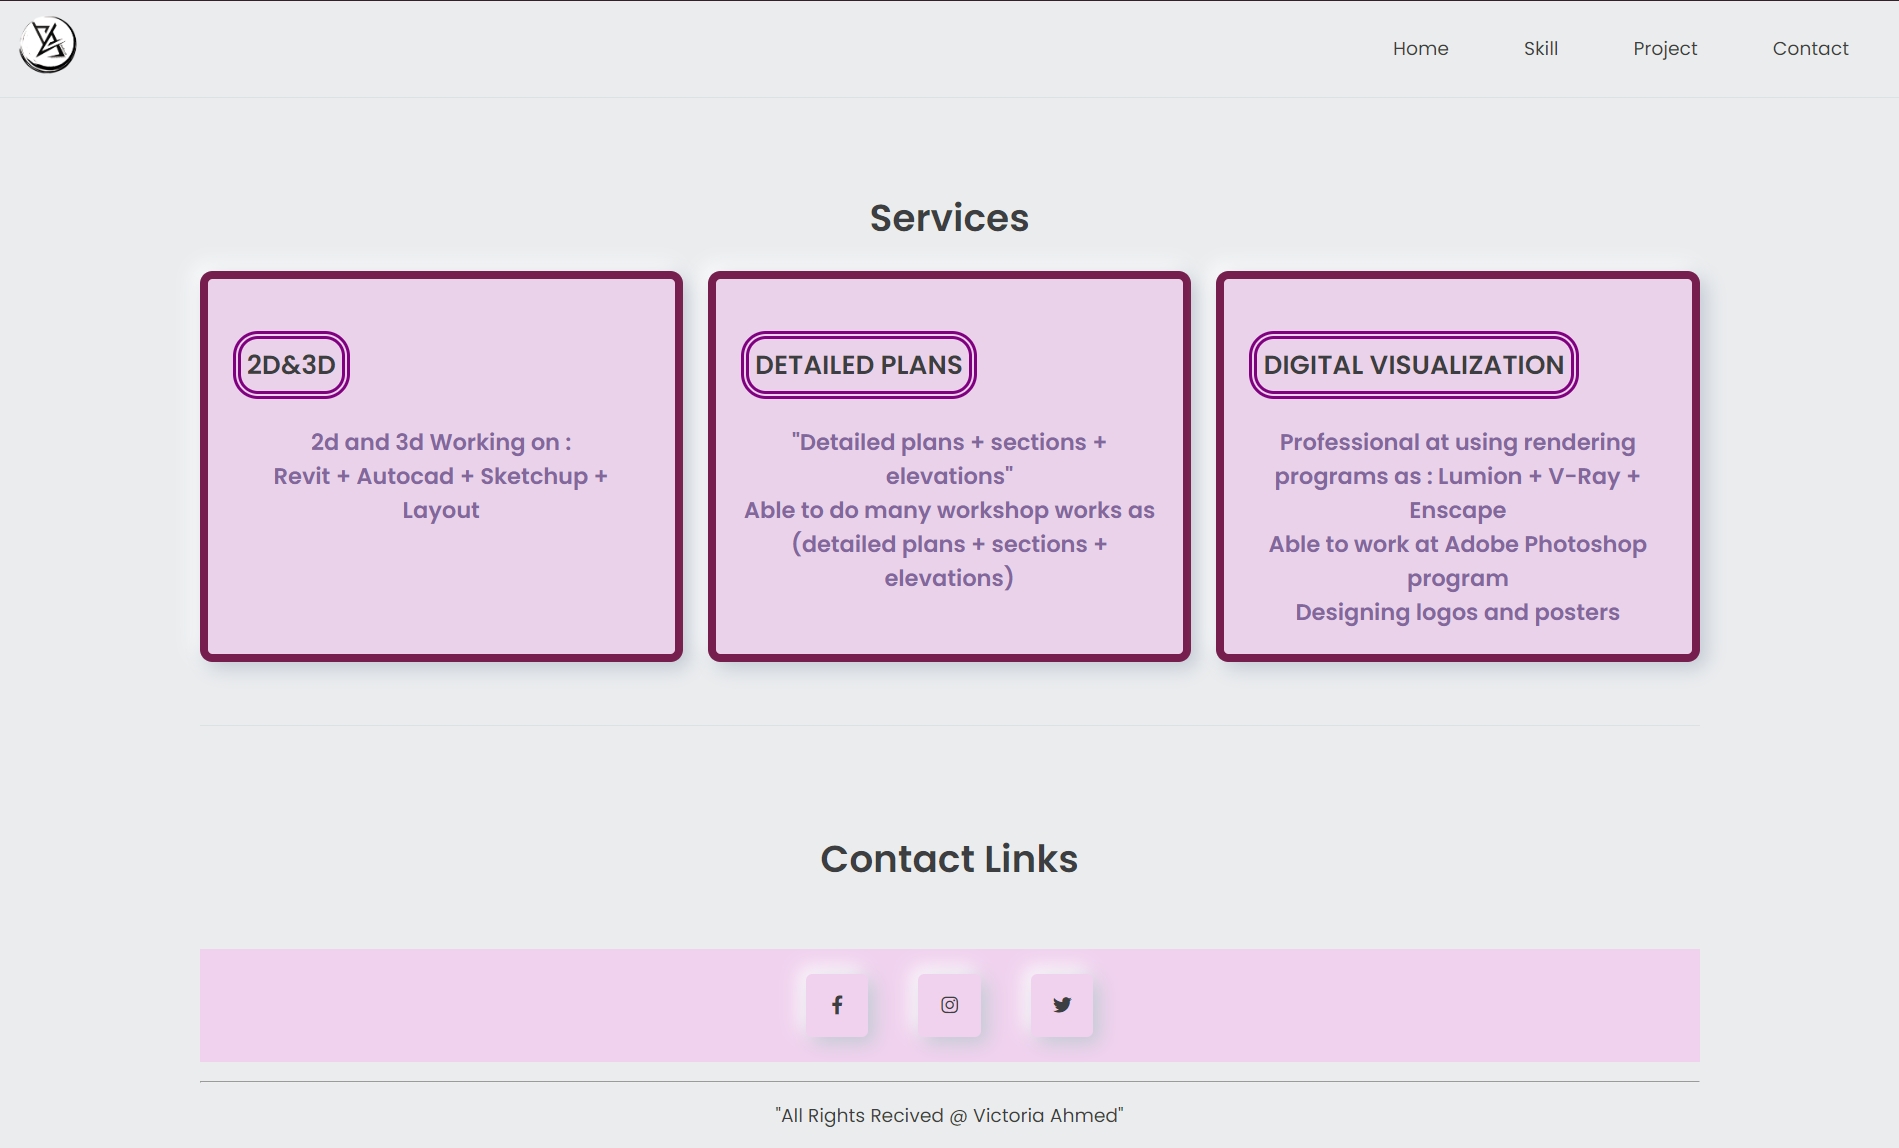 Home Skill Project Contact
Services
2D&3D
2d and 3d Working on :
Revit + Autocad + Sketchup +
Layout
DETAILED PLANS
"Detailed plans + sections +
elevations"
Able to do many workshop works as
(detailed plans + sections +
elevations)
DIGITAL VISUALIZATION
Professional at using rendering
programs as : Lumion + V-Ray +
Enscape
Able to work at Adobe Photoshop
program
Designing logos and posters
Contact Links
"All Rights Recived @ Victoria Ahmed"